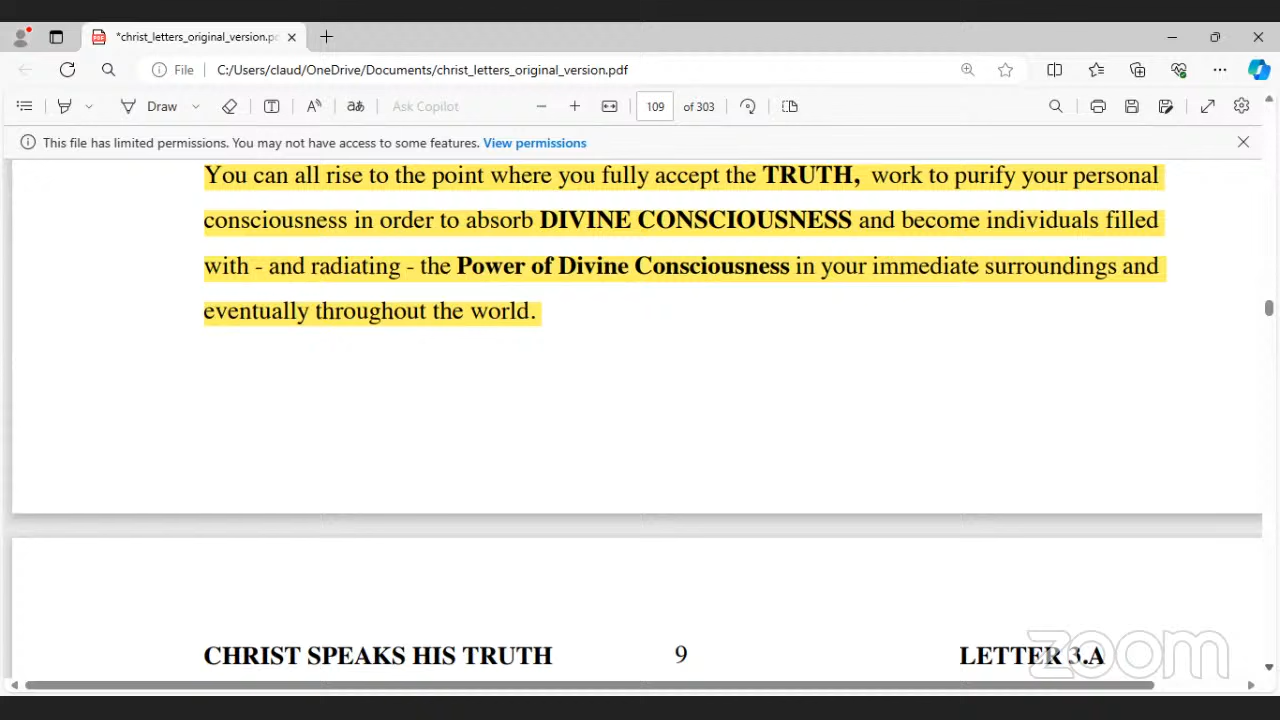 *christ_letters_original_version.pd
File C:/Users/claud/OneDrive/Documents/christ_letters_original_version.pdf
Draw Ask Copilot 109 of 303
This file has limited permissions. You may not have access to some features. View permissions
You can all rise to the point where you fully accept the TRUTH, work to purify your personal
consciousness in order to absorb DIVINE CONSCIOUSNESS and become individuals filled
with - and radiating - the Power of Divine Consciousness in your immediate surroundings and
eventually throughout the world.
CHRIST SPEAKS HIS TRUTH 9 LETTER 3.A
zoom